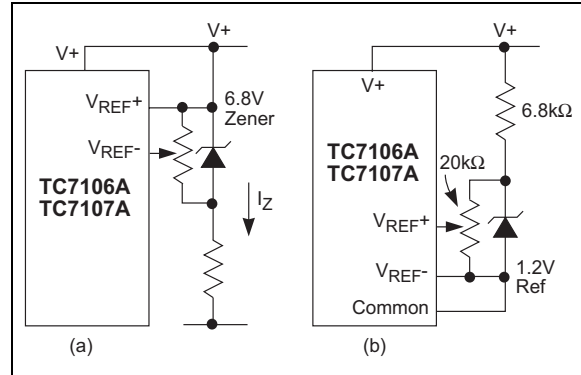 V+
V+
VREF+
6.8V
Zener
VREF-
TC7106A
TC7107A
IZ
(a)
V+
V+
6.8kΩ
TC7106A
TC7107A
20kΩ
VREF+
VREF-
1.2V
Ref
Common
(b)